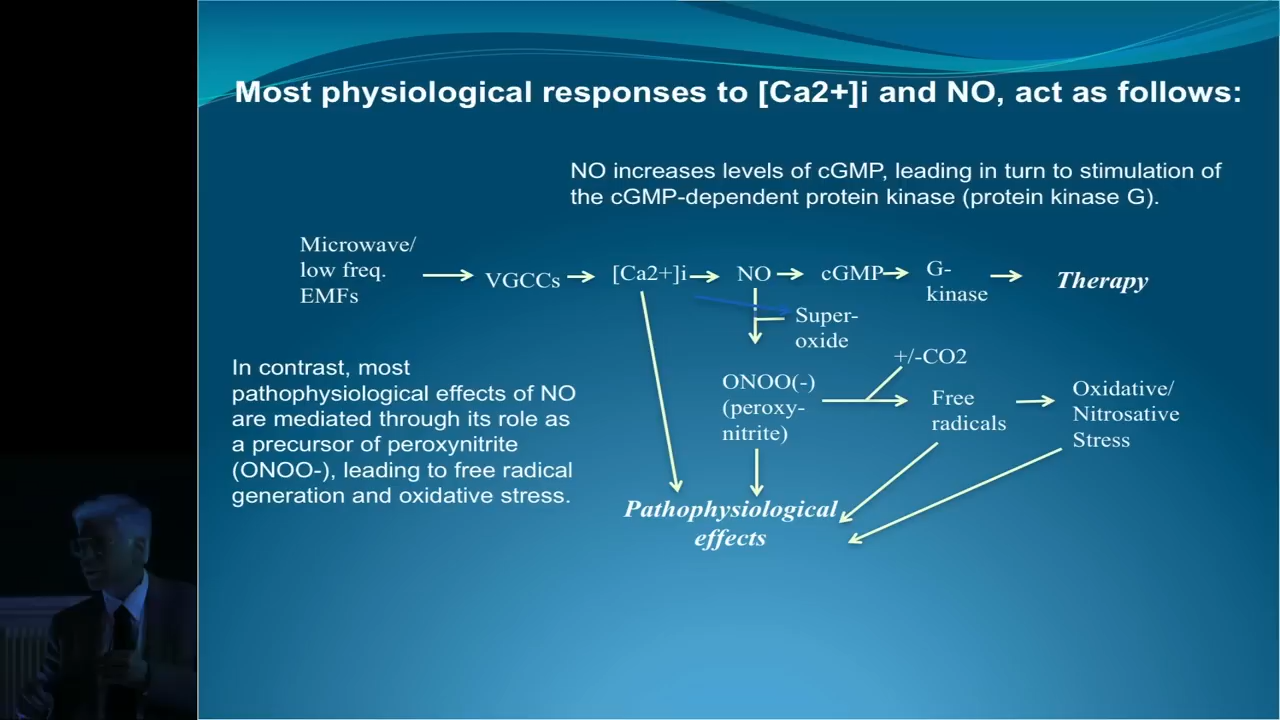 Most physiological responses to [Ca2+]i and NO, act as follows:
NO increases levels of cGMP, leading in turn to stimulation of
the cGMP-dependent protein kinase (protein kinase G).
Microwave/
low freq.
EMFs
VGCCs
[Ca2+]i
NO
cGMP
G-
kinase
Therapy
Super-
oxide
+/-CO2
In contrast, most
pathophysiological effects of NO
are mediated through its role as
a precursor of peroxynitrite
(ONOO-), leading to free radical
generation and oxidative stress.
ONOO(-)
(peroxy-
nitrite)
Free
radicals
Oxidative/
Nitrosative
Stress
Pathophysiological
effects